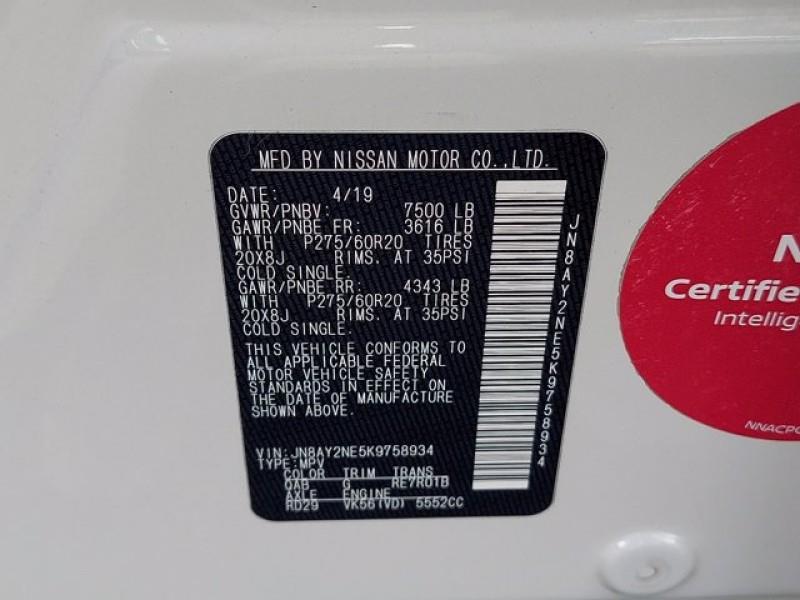 MFD BY NISSAN MOTOR CO.,LTD.
DATE: 4/19
GVWR/PNBV: 7500 LB
GAWR/PNBE FR: 3616 LB
WITH P275/60R20 TIRES
20X8J RIMS. AT 35PSI
COLD SINGLE.
GAWR/PNBE RR: 4343 LB
WITH P275/60R20 TIRES
20X8J RIMS. AT 35PSI
COLD SINGLE.
THIS VEHICLE CONFORMS TO
ALL APPLICABLE FEDERAL
MOTOR VEHICLE SAFETY
STANDARDS IN EFFECT ON
THE DATE OF MANUFACTURE
SHOWN ABOVE.
VIN:JN8AY2NE5K9758934
TYPE:MPV
COLOR TRIM TRANS
QAB G RE7R01B
AXLE ENGINE
RD29 VK56(VD) 5552CC
JN8AY2NE5K9758934
N
Certifie
Intellig
NNACPO